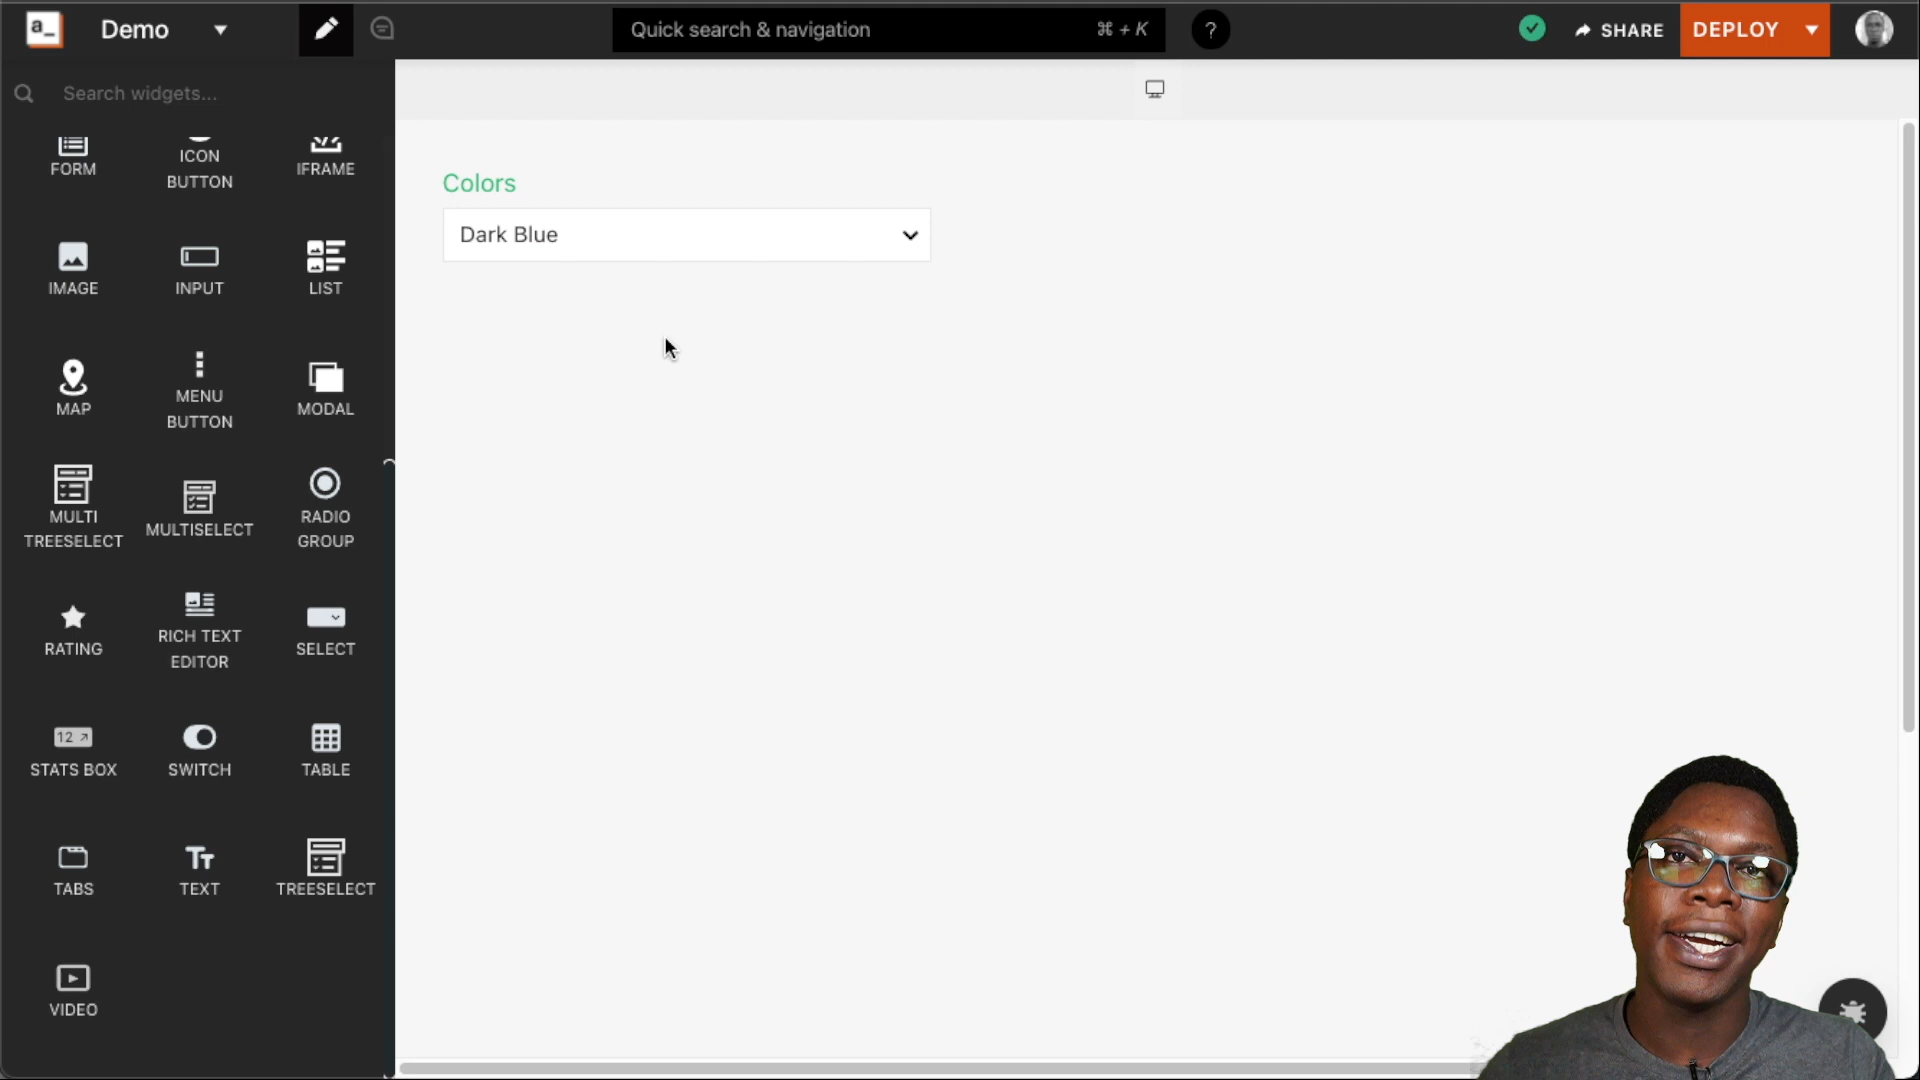 a_
Demo
Quick search & navigation
⌘ + K
?
SHARE
DEPLOY
Search widgets...
FORM
ICON
BUTTON
IFRAME
IMAGE
INPUT
LIST
MAP
MENU
BUTTON
MODAL
MULTI
TREESELECT
MULTISELECT
RADIO
GROUP
RATING
RICH TEXT
EDITOR
SELECT
12
STATS BOX
SWITCH
TABLE
TABS
TT
TEXT
TREESELECT
VIDEO
Colors
Dark Blue